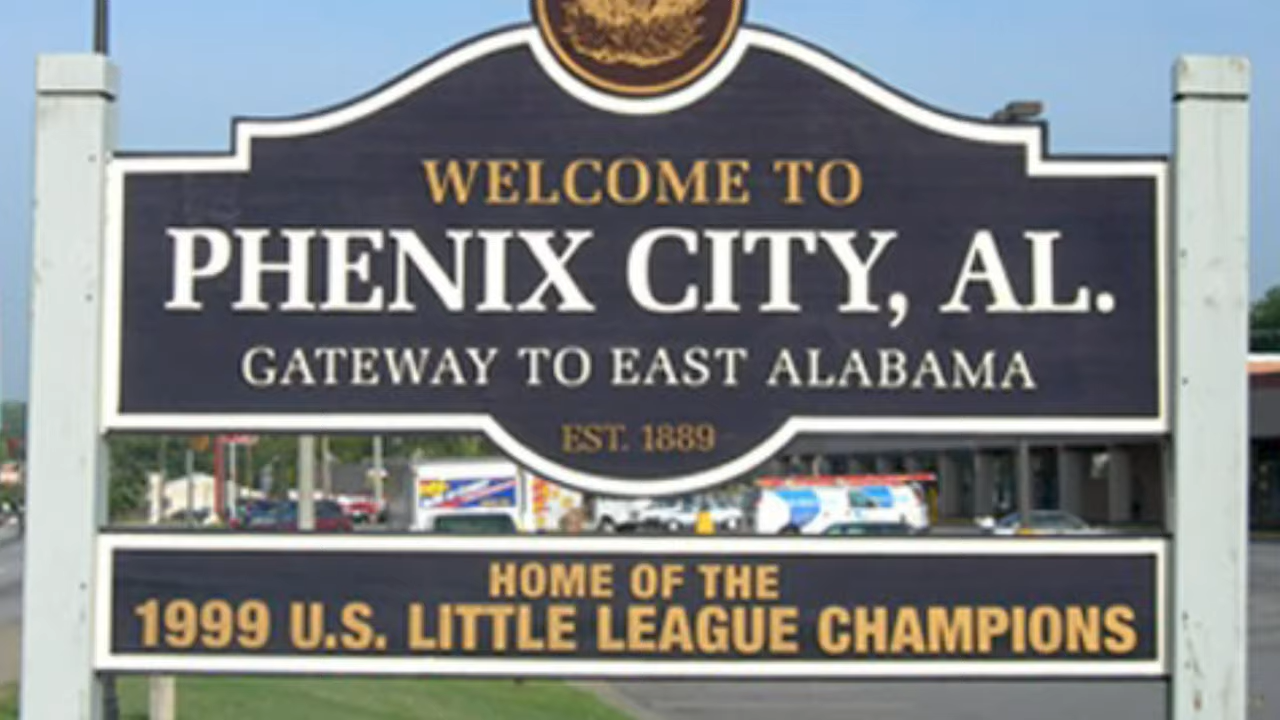 WELCOME TO
PHENIX CITY, AL.
GATEWAY TO EAST ALABAMA
EST. 1889
HOME OF THE
1999 U.S. LITTLE LEAGUE CHAMPIONS